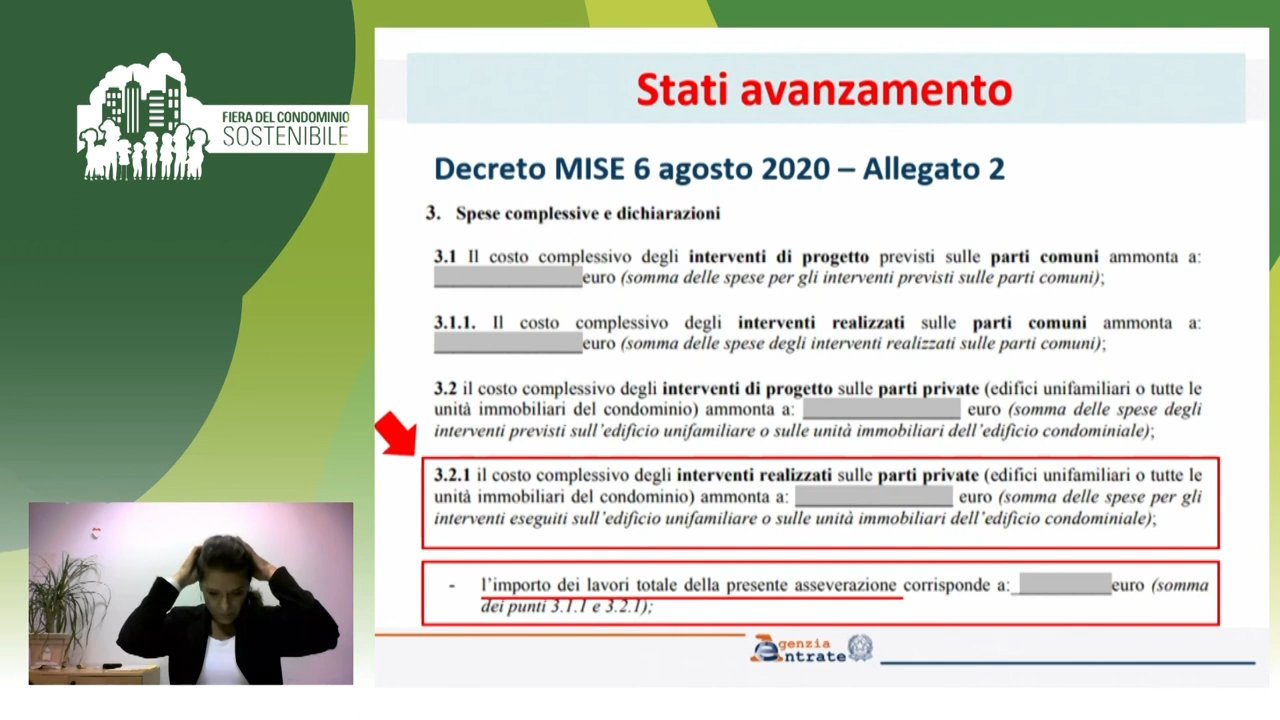 FIERA DEL CONDOMINIO
SOSTENIBILE
Stati avanzamento
Decreto MISE 6 agosto 2020 – Allegato 2
3. Spese complessive e dichiarazioni
3.1 Il costo complessivo degli interventi di progetto previsti sulle parti comuni ammonta a:
euro (somma delle spese per gli interventi previsti sulle parti comuni);
3.1.1. Il costo complessivo degli interventi realizzati sulle parti comuni ammonta a:
euro (somma delle spese degli interventi realizzati sulle parti comuni);
3.2 il costo complessivo degli interventi di progetto sulle parti private (edifici unifamiliari o tutte le
unità immobiliari del condominio) ammonta a: euro (somma delle spese degli
interventi previsti sull'edificio unifamiliare o sulle unità immobiliari dell'edificio condominiale);
3.2.1 il costo complessivo degli interventi realizzati sulle parti private (edifici unifamiliari o tutte le
unità immobiliari del condominio) ammonta a: euro (somma delle spese per gli
interventi eseguiti sull'edificio unifamiliare o sulle unità immobiliari dell'edificio condominiale);
- l'importo dei lavori totale della presente asseverazione corrisponde a: euro (somma
dei punti 3.1.1 e 3.2.1);
genzia
ntrate